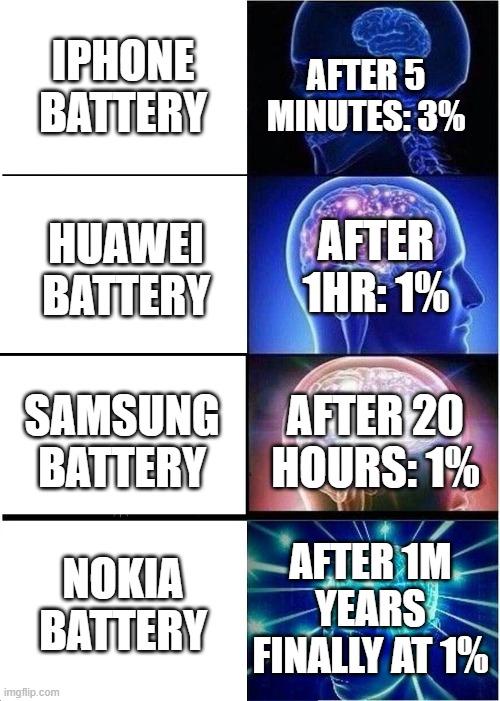 IPHONE
BATTERY
AFTER 5
MINUTES: 3%
HUAWEI
BATTERY
AFTER
1HR: 1%
SAMSUNG
BATTERY
AFTER 20
HOURS: 1%
NOKIA
BATTERY
AFTER 1M
YEARS
FINALLY AT 1%
imgflip.com